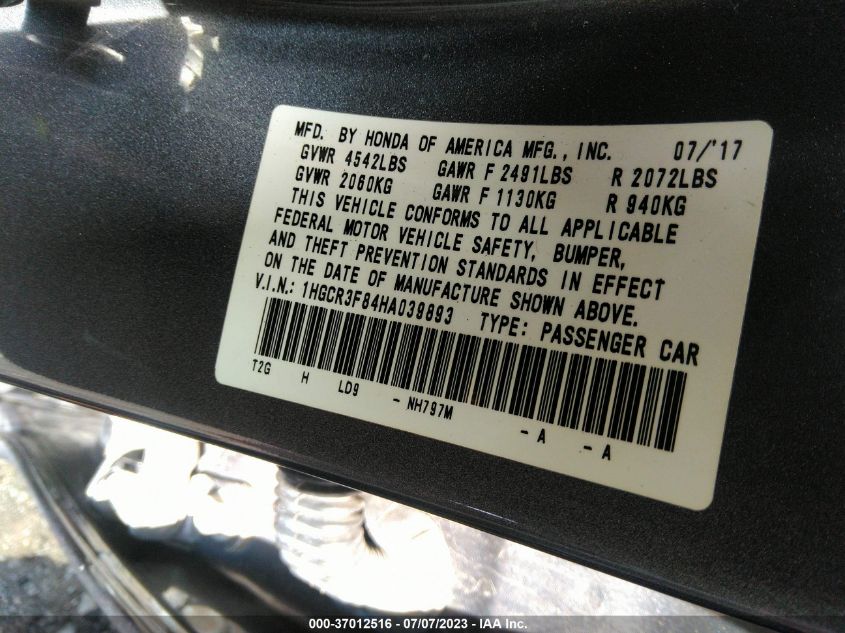 MFD. BY HONDA OF AMERICA MFG., INC. 07/'17
GVWR 4542LBS GAWR F 2491LBS R 2072LBS
GVWR 2060KG GAWR F 1130KG R 940KG
THIS VEHICLE CONFORMS TO ALL APPLICABLE
FEDERAL MOTOR VEHICLE SAFETY, BUMPER,
AND THEFT PREVENTION STANDARDS IN EFFECT
ON THE DATE OF MANUFACTURE SHOWN ABOVE.
V.I.N.: 1HGCR3F84HA039893 TYPE: PASSENGER CAR
T2G H LD9 - NH797M - A - A
000-37012516 - 07/07/2023 - IAA Inc.